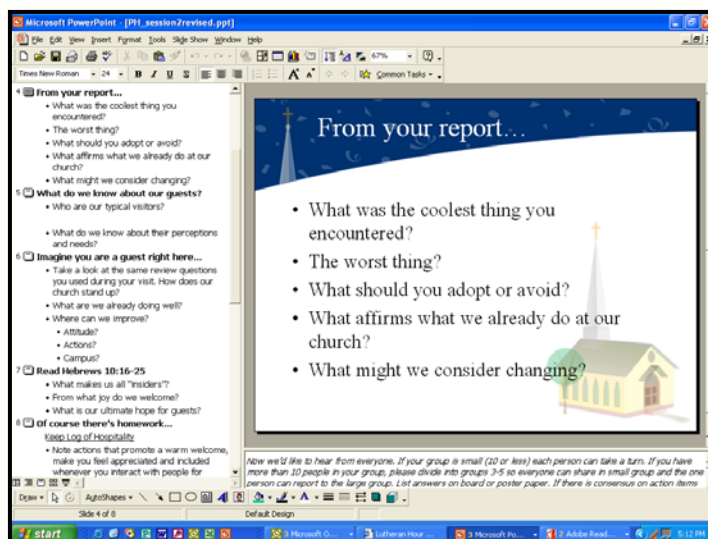 Microsoft PowerPoint - [PH_session2revised.ppt]
File Edit View Insert Format Tools Slide Show Window Help
67%
Times New Roman 24 B I U S Common Tasks
4 From your report...
• What was the coolest thing you
encountered?
• The worst thing?
• What should you adopt or avoid?
• What affirms what we already do at our
church?
• What might we consider changing?
5 What do we know about our guests?
• Who are our typical visitors?
• What do we know about their perceptions
and needs?
6 Imagine you are a guest right here...
• Take a look at the same review questions
you used during your visit. How does our
church stand up?
• What are we already doing well?
• Where can we improve?
• Attitude?
• Actions?
• Campus?
7 Read Hebrews 10:16-25
• What makes us all "insiders"?
• From what joy do we welcome?
• What is our ultimate hope for guests?
8 Of course there's homework...
Keep Log of Hospitality
• Note actions that promote a warm welcome,
make you feel appreciated and included
whenever you interact with people for
From your report...
• What was the coolest thing you
encountered?
• The worst thing?
• What should you adopt or avoid?
• What affirms what we already do at our
church?
• What might we consider changing?
Now we'd like to hear from everyone. If your group is small (10 or less) each person can take a turn. If you have
more than 10 people in your group, please divide into groups 3-5 so everyone can share in small group and the one
person can report to the large group. List answers on board or poster paper. If there is consensus on action items
Draw AutoShapes
Slide 4 of 8 Default Design
start 3 Microsoft O... Lutheran Hour ... 3 Microsoft Po... 2 Adobe Read... 5:12 PM